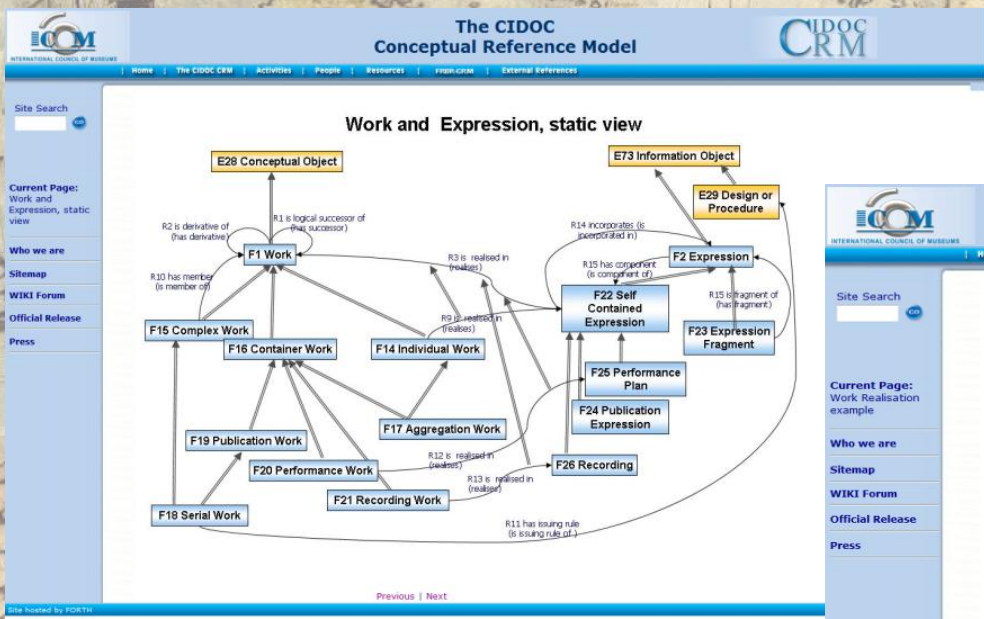 ICOM
INTERNATIONAL COUNCIL OF MUSEUMS
The CIDOC
Conceptual Reference Model
CIDOC
CRM
| Home | The CIDOC CRM | Activities | People | Resources | FRBR-CRM | External References
Site Search
GO
Current Page:
Work and
Expression, static
view
Who we are
Sitemap
WIKI Forum
Official Release
Press
Work and Expression, static view
E28 Conceptual Object
E73 Information Object
E29 Design or
Procedure
R2 is derivative of
(has derivative)
R1 is logical successor of
(has successor)
R14 incorporates (is
incorporated in)
F1 Work
R3 is realised in
(realises)
F2 Expression
R15 has component
(is component of)
R10 has member
(is member of)
F22 Self
Contained
Expression
R15 is fragment of
(has fragment)
R9 is realised in
(realises)
F15 Complex Work
F16 Container Work
F14 Individual Work
F23 Expression
Fragment
F25 Performance
Plan
F24 Publication
Expression
F17 Aggregation Work
F19 Publication Work
R12 is realised in
(realises)
F20 Performance Work
F26 Recording
R13 is realised in
(realises)
F21 Recording Work
F18 Serial Work
R11 has issuing rule
(is issuing rule of )
Previous | Next
Site hosted by FORTH
ICOM
INTERNATIONAL COUNCIL OF MUSEUMS
| H
Site Search
GO
Current Page:
Work Realisation
example
Who we are
Sitemap
WIKI Forum
Official Release
Press